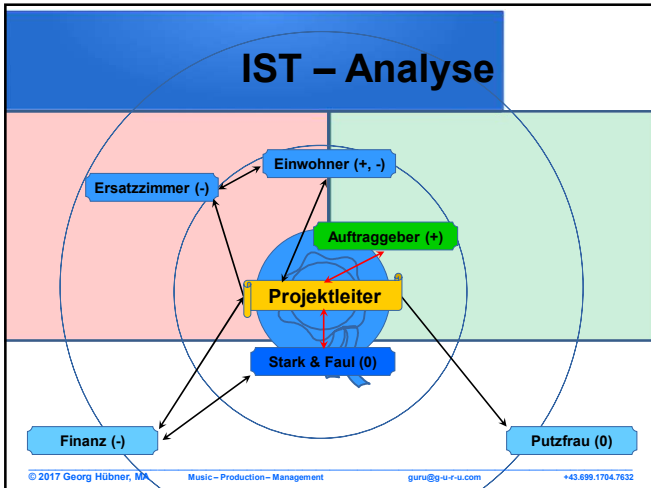 IST – Analyse
Einwohner (+, -)
Ersatzzimmer (-)
Auftraggeber (+)
Projektleiter
Stark & Faul (0)
Finanz (-)
Putzfrau (0)
© 2017 Georg Hübner, MA Music – Production – Management guru@g-u-r-u.com +43.699.1704.7632